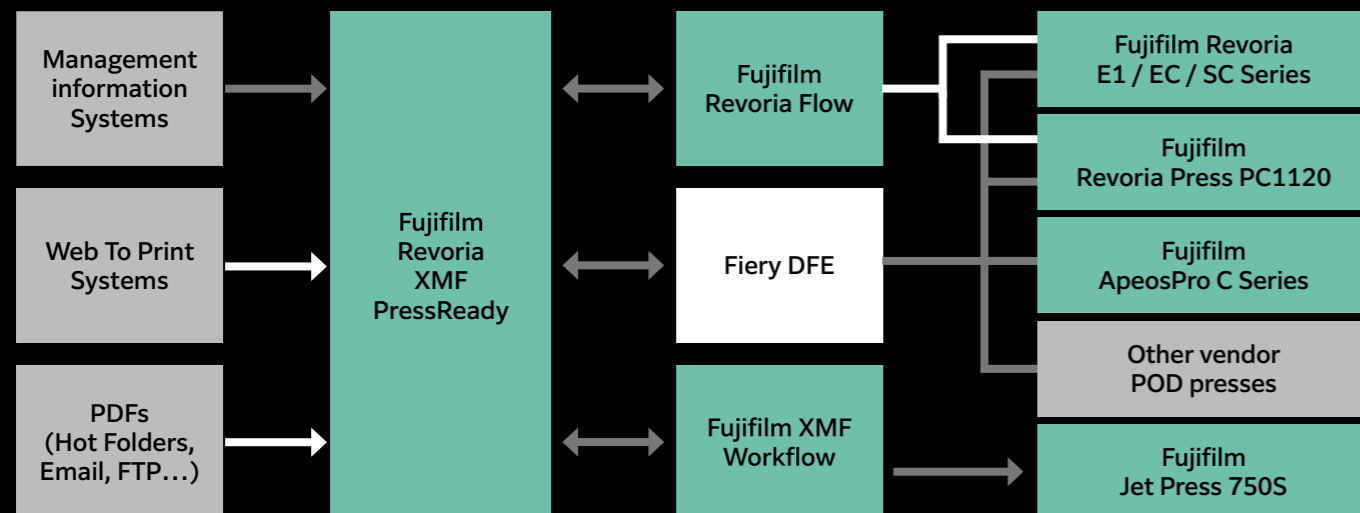 Management
information
Systems
Web To Print
Systems
PDFs
(Hot Folders,
Email, FTP…)
Fujifilm
Revoria
XMF
PressReady
Fujifilm
Revoria Flow
Fiery DFE
Fujifilm XMF
Workflow
Fujifilm Revoria
E1 / EC / SC Series
Fujifilm
Revoria Press PC1120
Fujifilm
ApeosPro C Series
Other vendor
POD presses
Fujifilm
Jet Press 750S